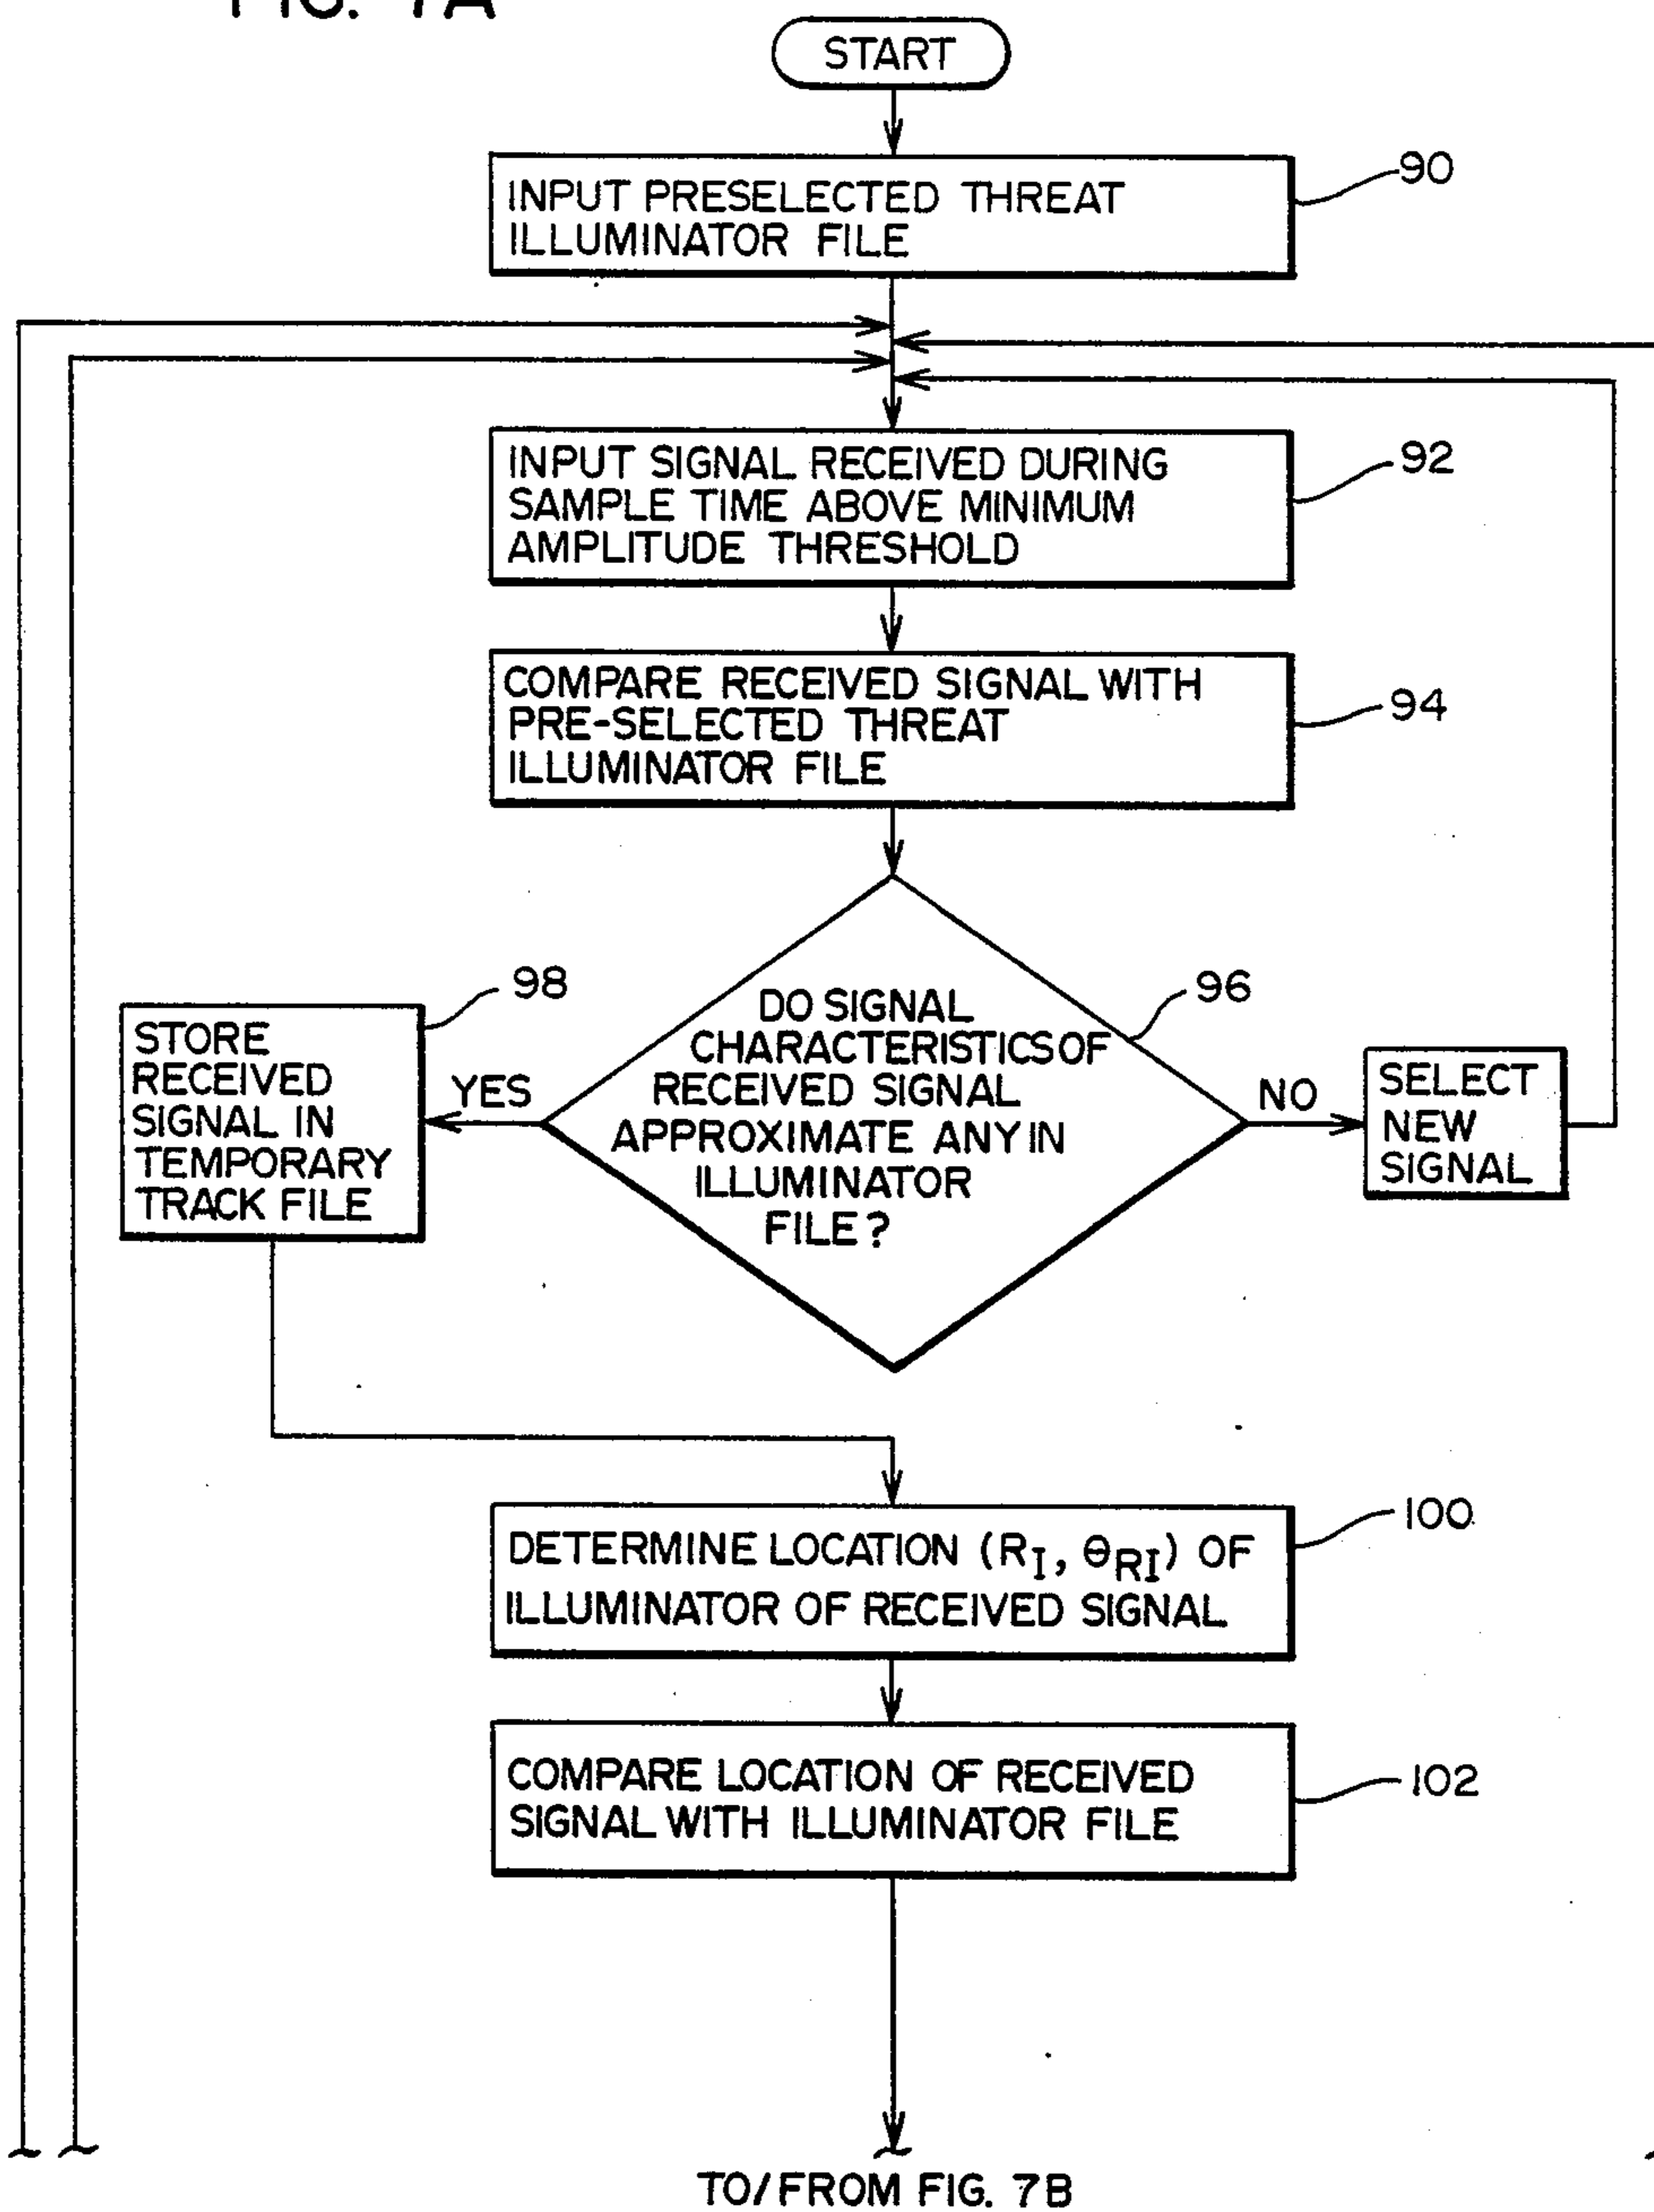 FIG. 7A
START
INPUT PRESELECTED THREAT
ILLUMINATOR FILE
90
INPUT SIGNAL RECEIVED DURING
SAMPLE TIME ABOVE MINIMUM
AMPLITUDE THRESHOLD
92
COMPARE RECEIVED SIGNAL WITH
PRE-SELECTED THREAT
ILLUMINATOR FILE
94
98
STORE
RECEIVED
SIGNAL IN
TEMPORARY
TRACK FILE
YES
DO SIGNAL
CHARACTERISTICS OF
RECEIVED SIGNAL
APPROXIMATE ANY IN
ILLUMINATOR
FILE?
96
NO
SELECT
NEW
SIGNAL
DETERMINE LOCATION (R_I, θ_RI) OF
ILLUMINATOR OF RECEIVED SIGNAL
100
COMPARE LOCATION OF RECEIVED
SIGNAL WITH ILLUMINATOR FILE
102
TO/FROM FIG. 7B